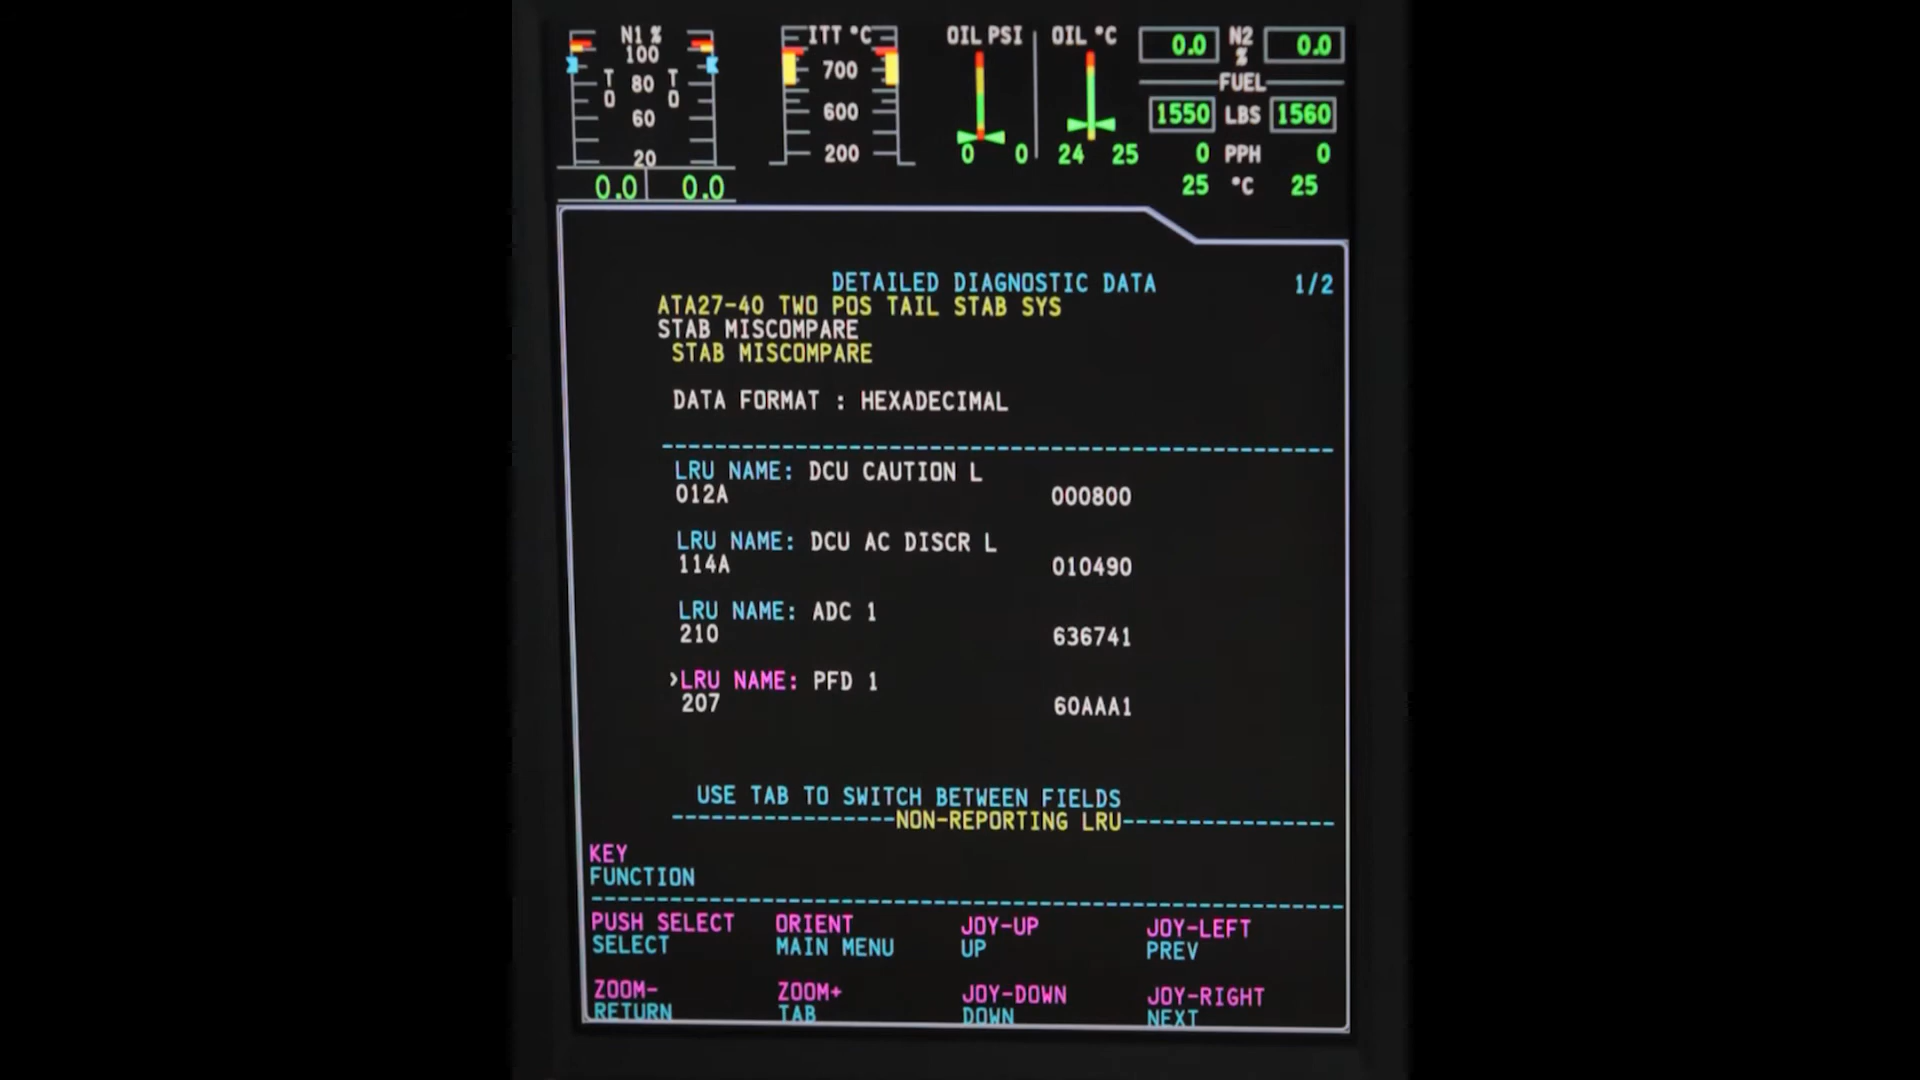 N1 %
100
T 80 T
O O
60
20
0.0 0.0
ITT °C
700
600
200
OIL PSI
0 0
OIL °C
24 25
0.0 N2 0.0
%
FUEL
1550 LBS 1560
0 PPH 0
25 °C 25
DETAILED DIAGNOSTIC DATA 1/2
ATA27-40 TWO POS TAIL STAB SYS
STAB MISCOMPARE
STAB MISCOMPARE
DATA FORMAT : HEXADECIMAL
LRU NAME: DCU CAUTION L
012A 000800
LRU NAME: DCU AC DISCR L
114A 010490
LRU NAME: ADC 1
210 636741
>LRU NAME: PFD 1
207 60AAA1
USE TAB TO SWITCH BETWEEN FIELDS
NON-REPORTING LRU
KEY
FUNCTION
PUSH SELECT ORIENT JOY-UP JOY-LEFT
SELECT MAIN MENU UP PREV
ZOOM- ZOOM+ JOY-DOWN JOY-RIGHT
RETURN TAB DOWN NEXT